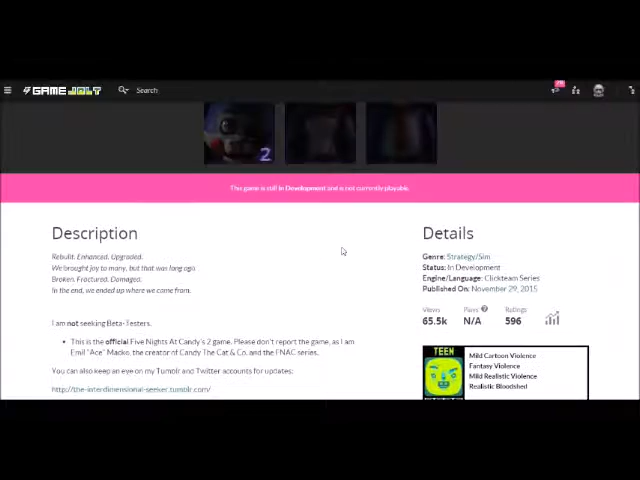 GAME JOLT Search
2
This game is still In Development and is not currently playable.
Description
Rebuilt. Enhanced. Upgraded.
We brought joy to many, but that was long ago.
Broken. Fractured. Damaged.
In the end, we ended up where we came from.
I am not seeking Beta-Testers.
This is the official Five Nights At Candy's 2 game. Please don't report the game, as I am
Emil "Ace" Macko, the creator of Candy The Cat & Co. and the FNAC series.
You can also keep an eye on my Tumblr and Twitter accounts for updates:
http://the-interdimensional-seeker.tumblr.com/
Details
Genre: Strategy/Sim
Status: In Development
Engine/Language: Clickteam Series
Published On: November 29, 2015
Views Plays Ratings
65.5k N/A 596
TEEN
Mild Cartoon Violence
Fantasy Violence
Mild Realistic Violence
Realistic Bloodshed